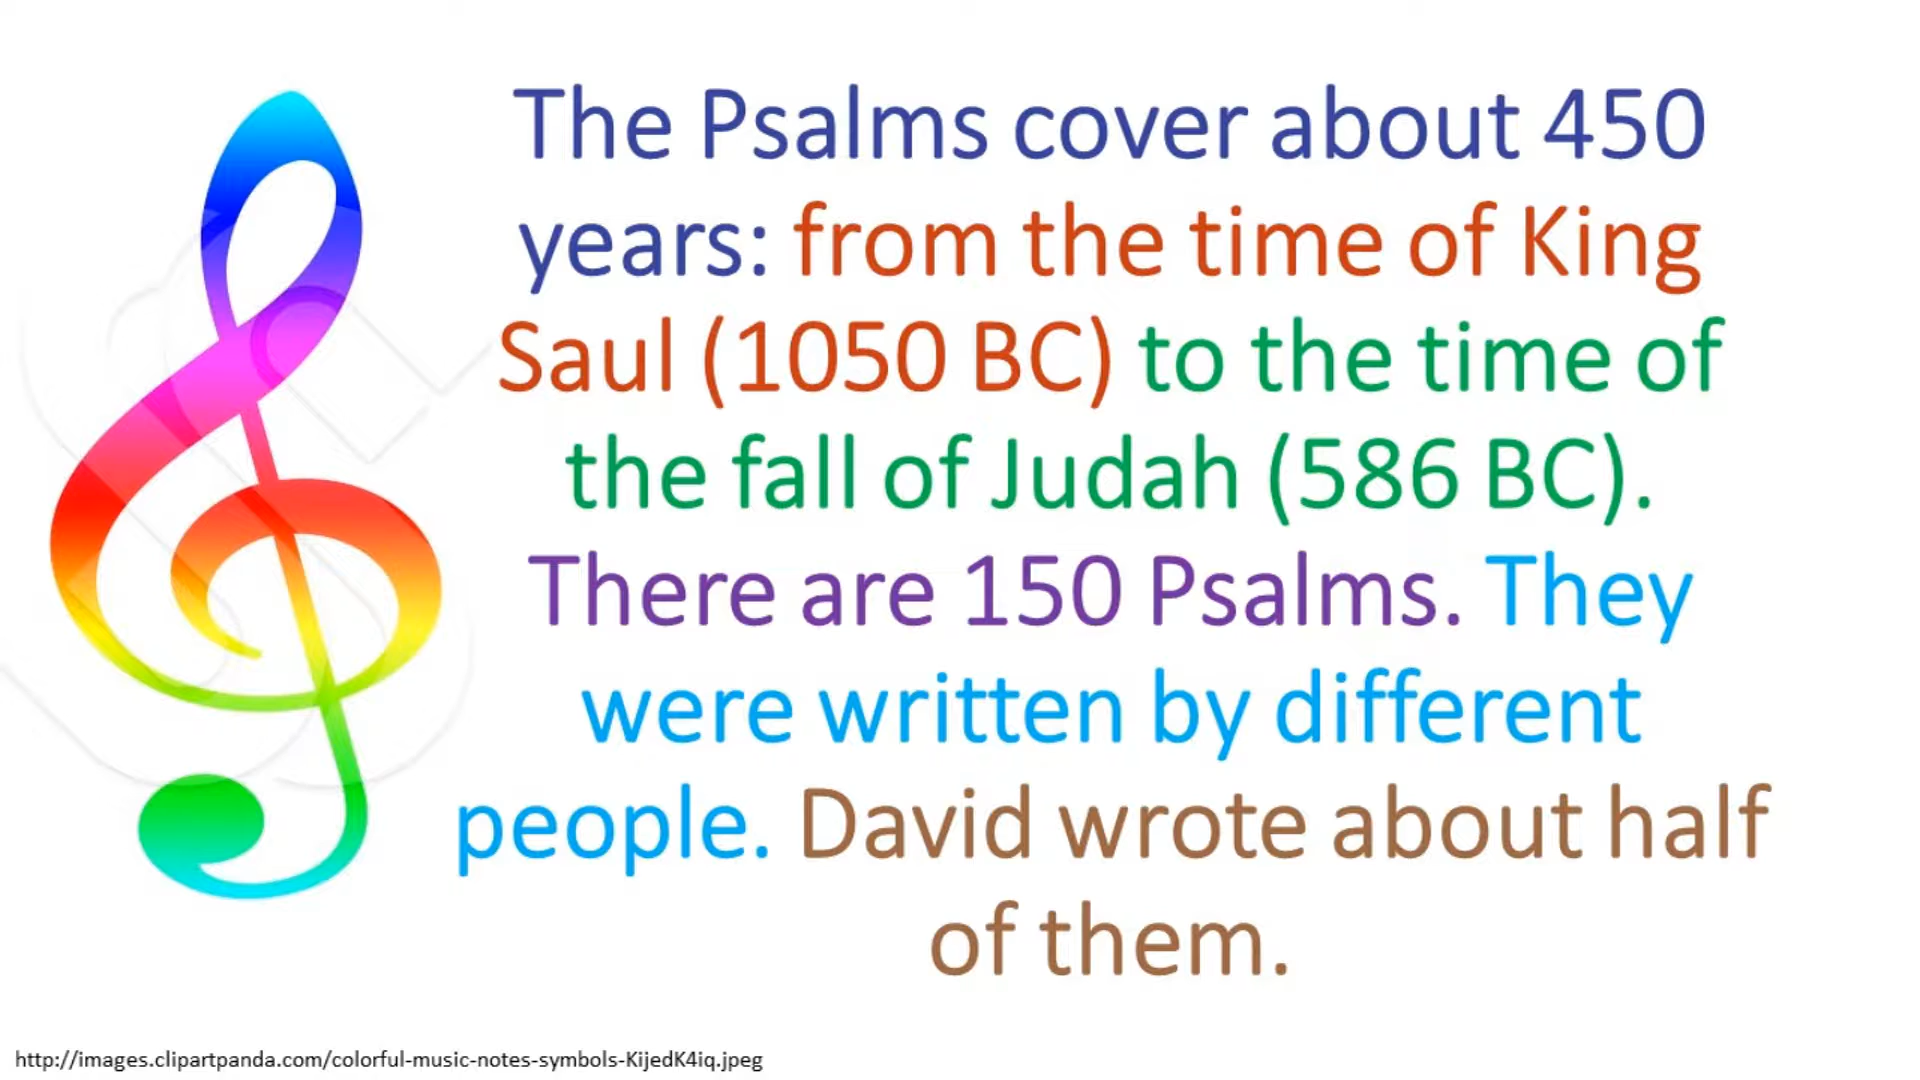 The Psalms cover about 450
years: from the time of King
Saul (1050 BC) to the time of
the fall of Judah (586 BC).
There are 150 Psalms. They
were written by different
people. David wrote about half
of them.
http://images.clipartpanda.com/colorful-music-notes-symbols-KijedK4iq.jpeg